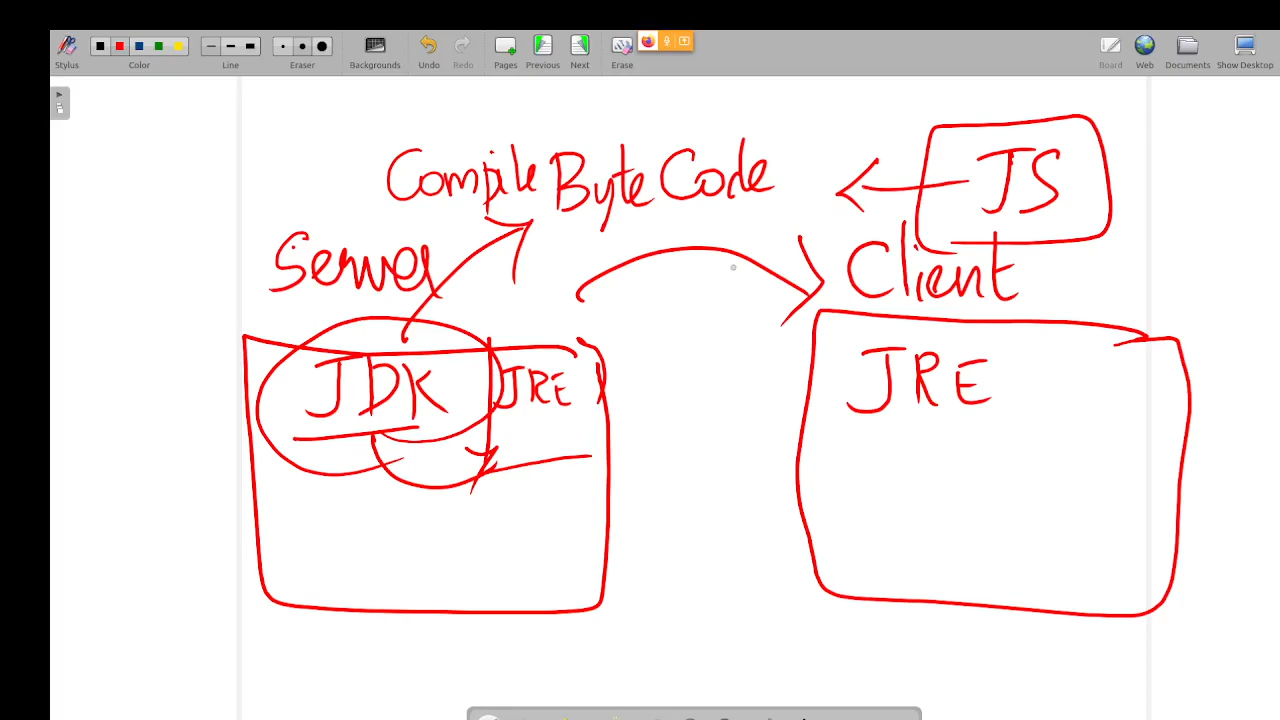 Stylus Color Line Eraser Backgrounds Undo Redo Pages Previous Next Erase Board Web Documents Show Desktop
Compile Byte Code
JS
Server
Client
JDK JRE
JRE